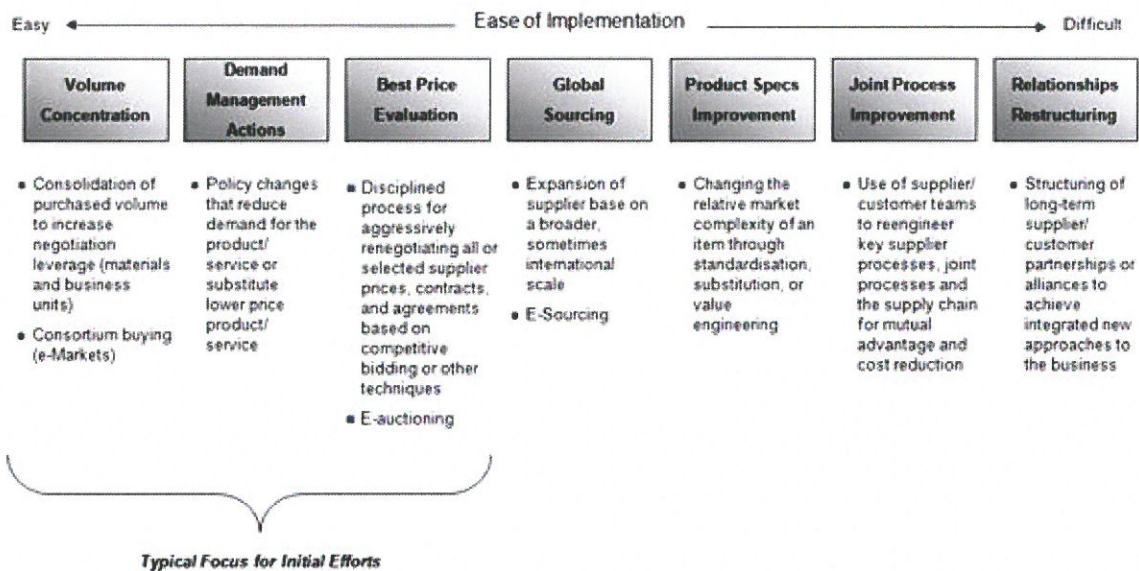 Easy
Ease of Implementation
Difficult
Volume
Concentration
Demand
Management
Actions
Best Price
Evaluation
Global
Sourcing
Product Specs
Improvement
Joint Process
Improvement
Relationships
Restructuring
• Consolidation of
purchased volume
to increase
negotiation
leverage (materials
and business
units)
• Consortium buying
(e-Markets)
• Policy changes
that reduce
demand for the
product/
service or
substitute
lower price
product/
service
▪ Disciplined
process for
aggressively
renegotiating all or
selected supplier
prices, contracts,
and agreements
based on
competitive
bidding or other
techniques
▪ E-auctioning
• Expansion of
supplier base on
a broader,
sometimes
international
scale
• E-Sourcing
• Changing the
relative market
complexity of an
item through
standardisation,
substitution, or
value
engineering
• Use of supplier/
customer teams
to reengineer
key supplier
processes, joint
processes and
the supply chain
for mutual
advantage and
cost reduction
• Structuring of
long-term
supplier/
customer
partnerships or
alliances to
achieve
integrated new
approaches to
the business
Typical Focus for Initial Efforts